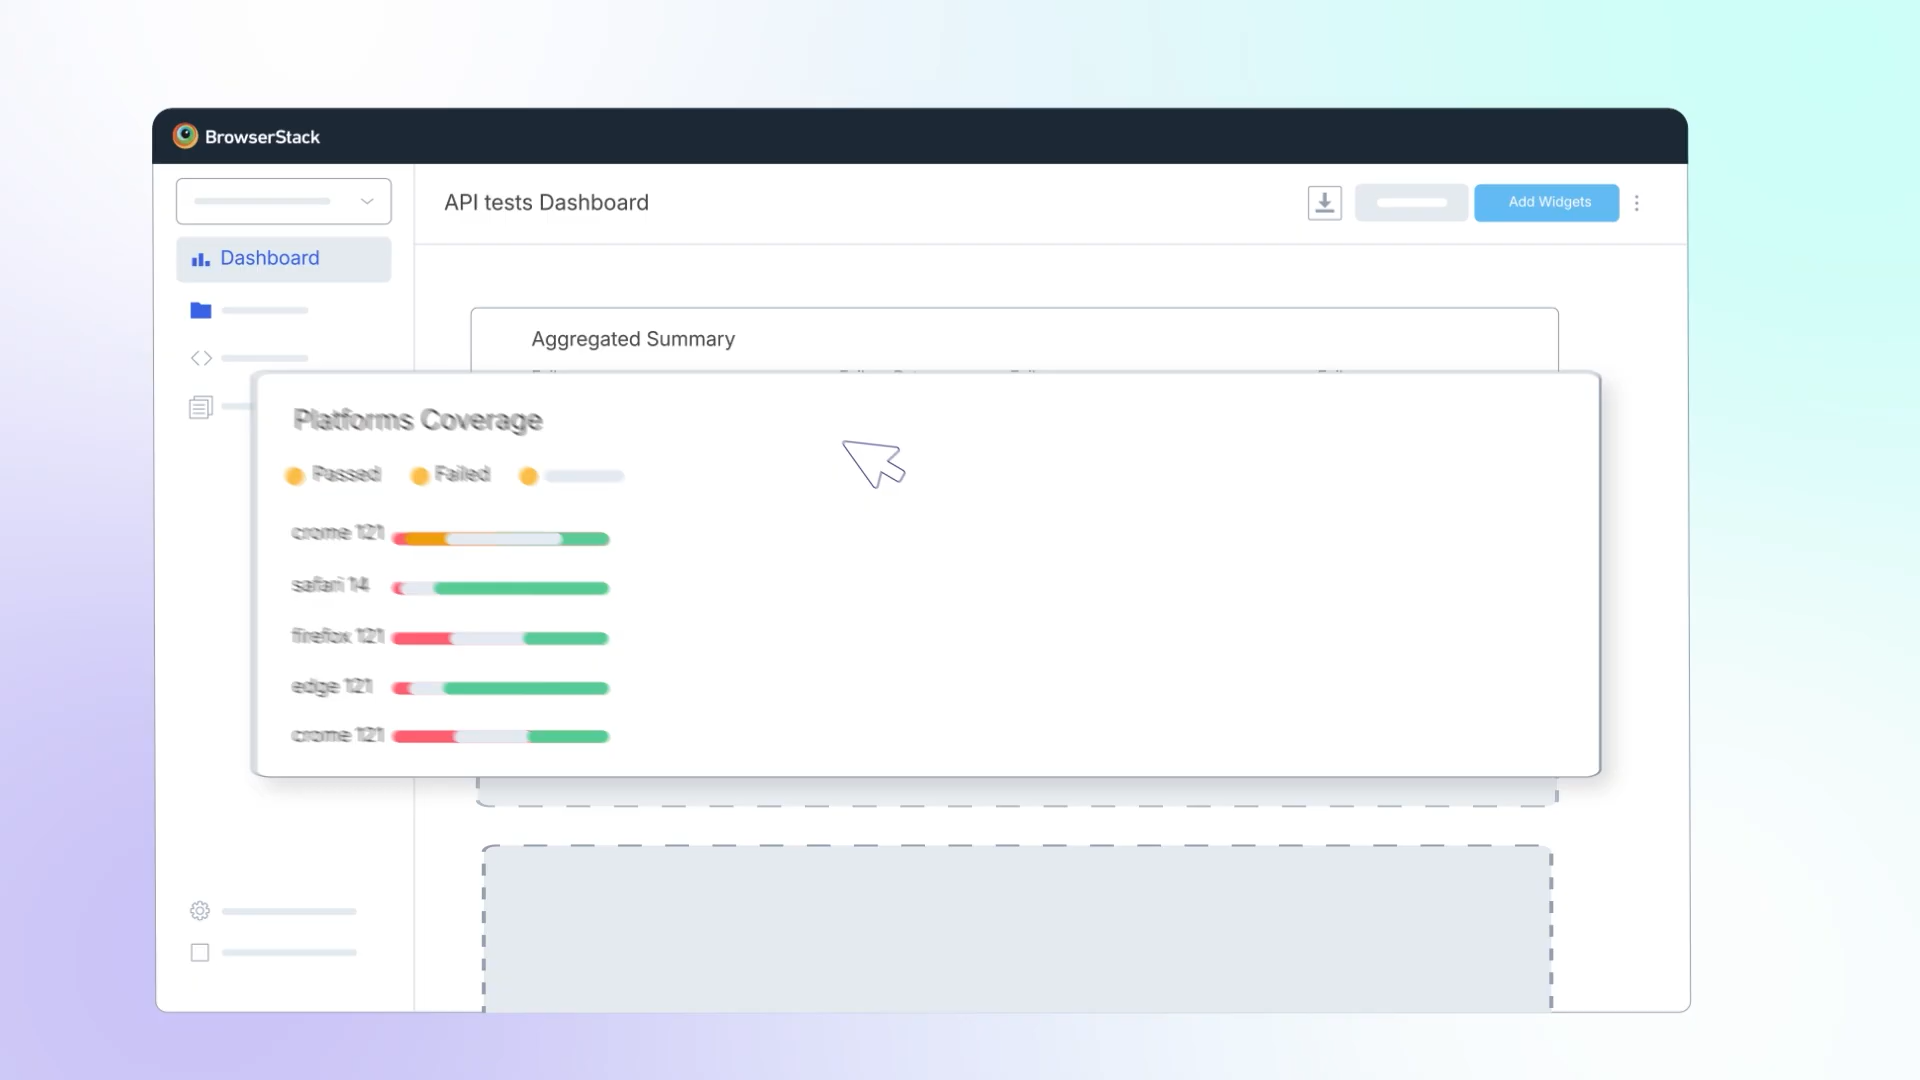 BrowserStack
API tests Dashboard
Add Widgets
Dashboard
Aggregated Summary
Platforms Coverage
Passed Failed
crome 121
safari 14
firefox 121
edge 121
crome 121